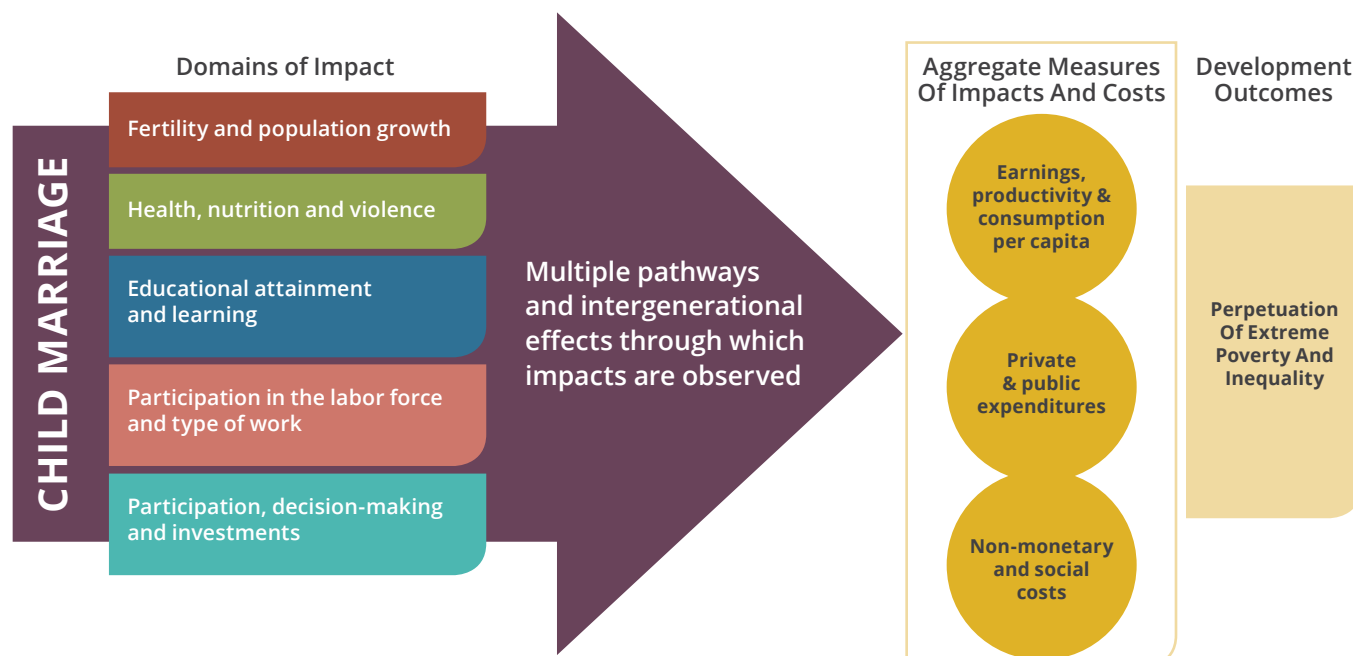 Domains of Impact
CHILD MARRIAGE
Fertility and population growth
Health, nutrition and violence
Educational attainment
and learning
Participation in the labor force
and type of work
Participation, decision-making
and investments
Multiple pathways
and intergenerational
effects through which
impacts are observed
Aggregate Measures
Of Impacts And Costs
Earnings,
productivity &
consumption
per capita
Private
& public
expenditures
Non-monetary
and social
costs
Development
Outcomes
Perpetuation
Of Extreme
Poverty And
Inequality